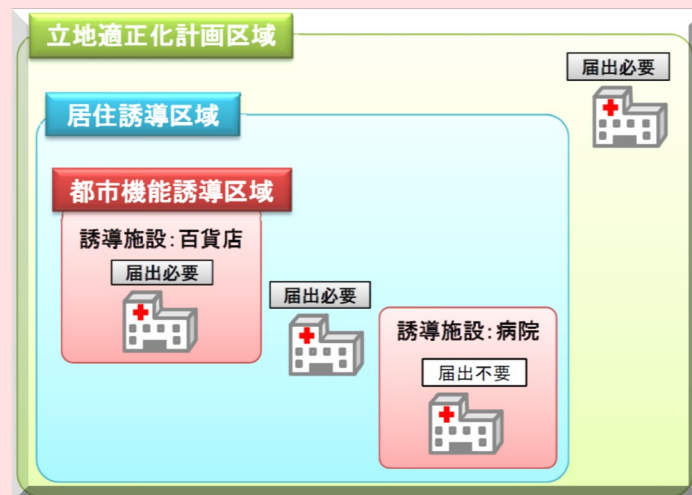 立地適正化計画区域
届出必要
居住誘導区域
都市機能誘導区域
誘導施設：百貨店
届出必要
届出必要
誘導施設：病院
届出不要